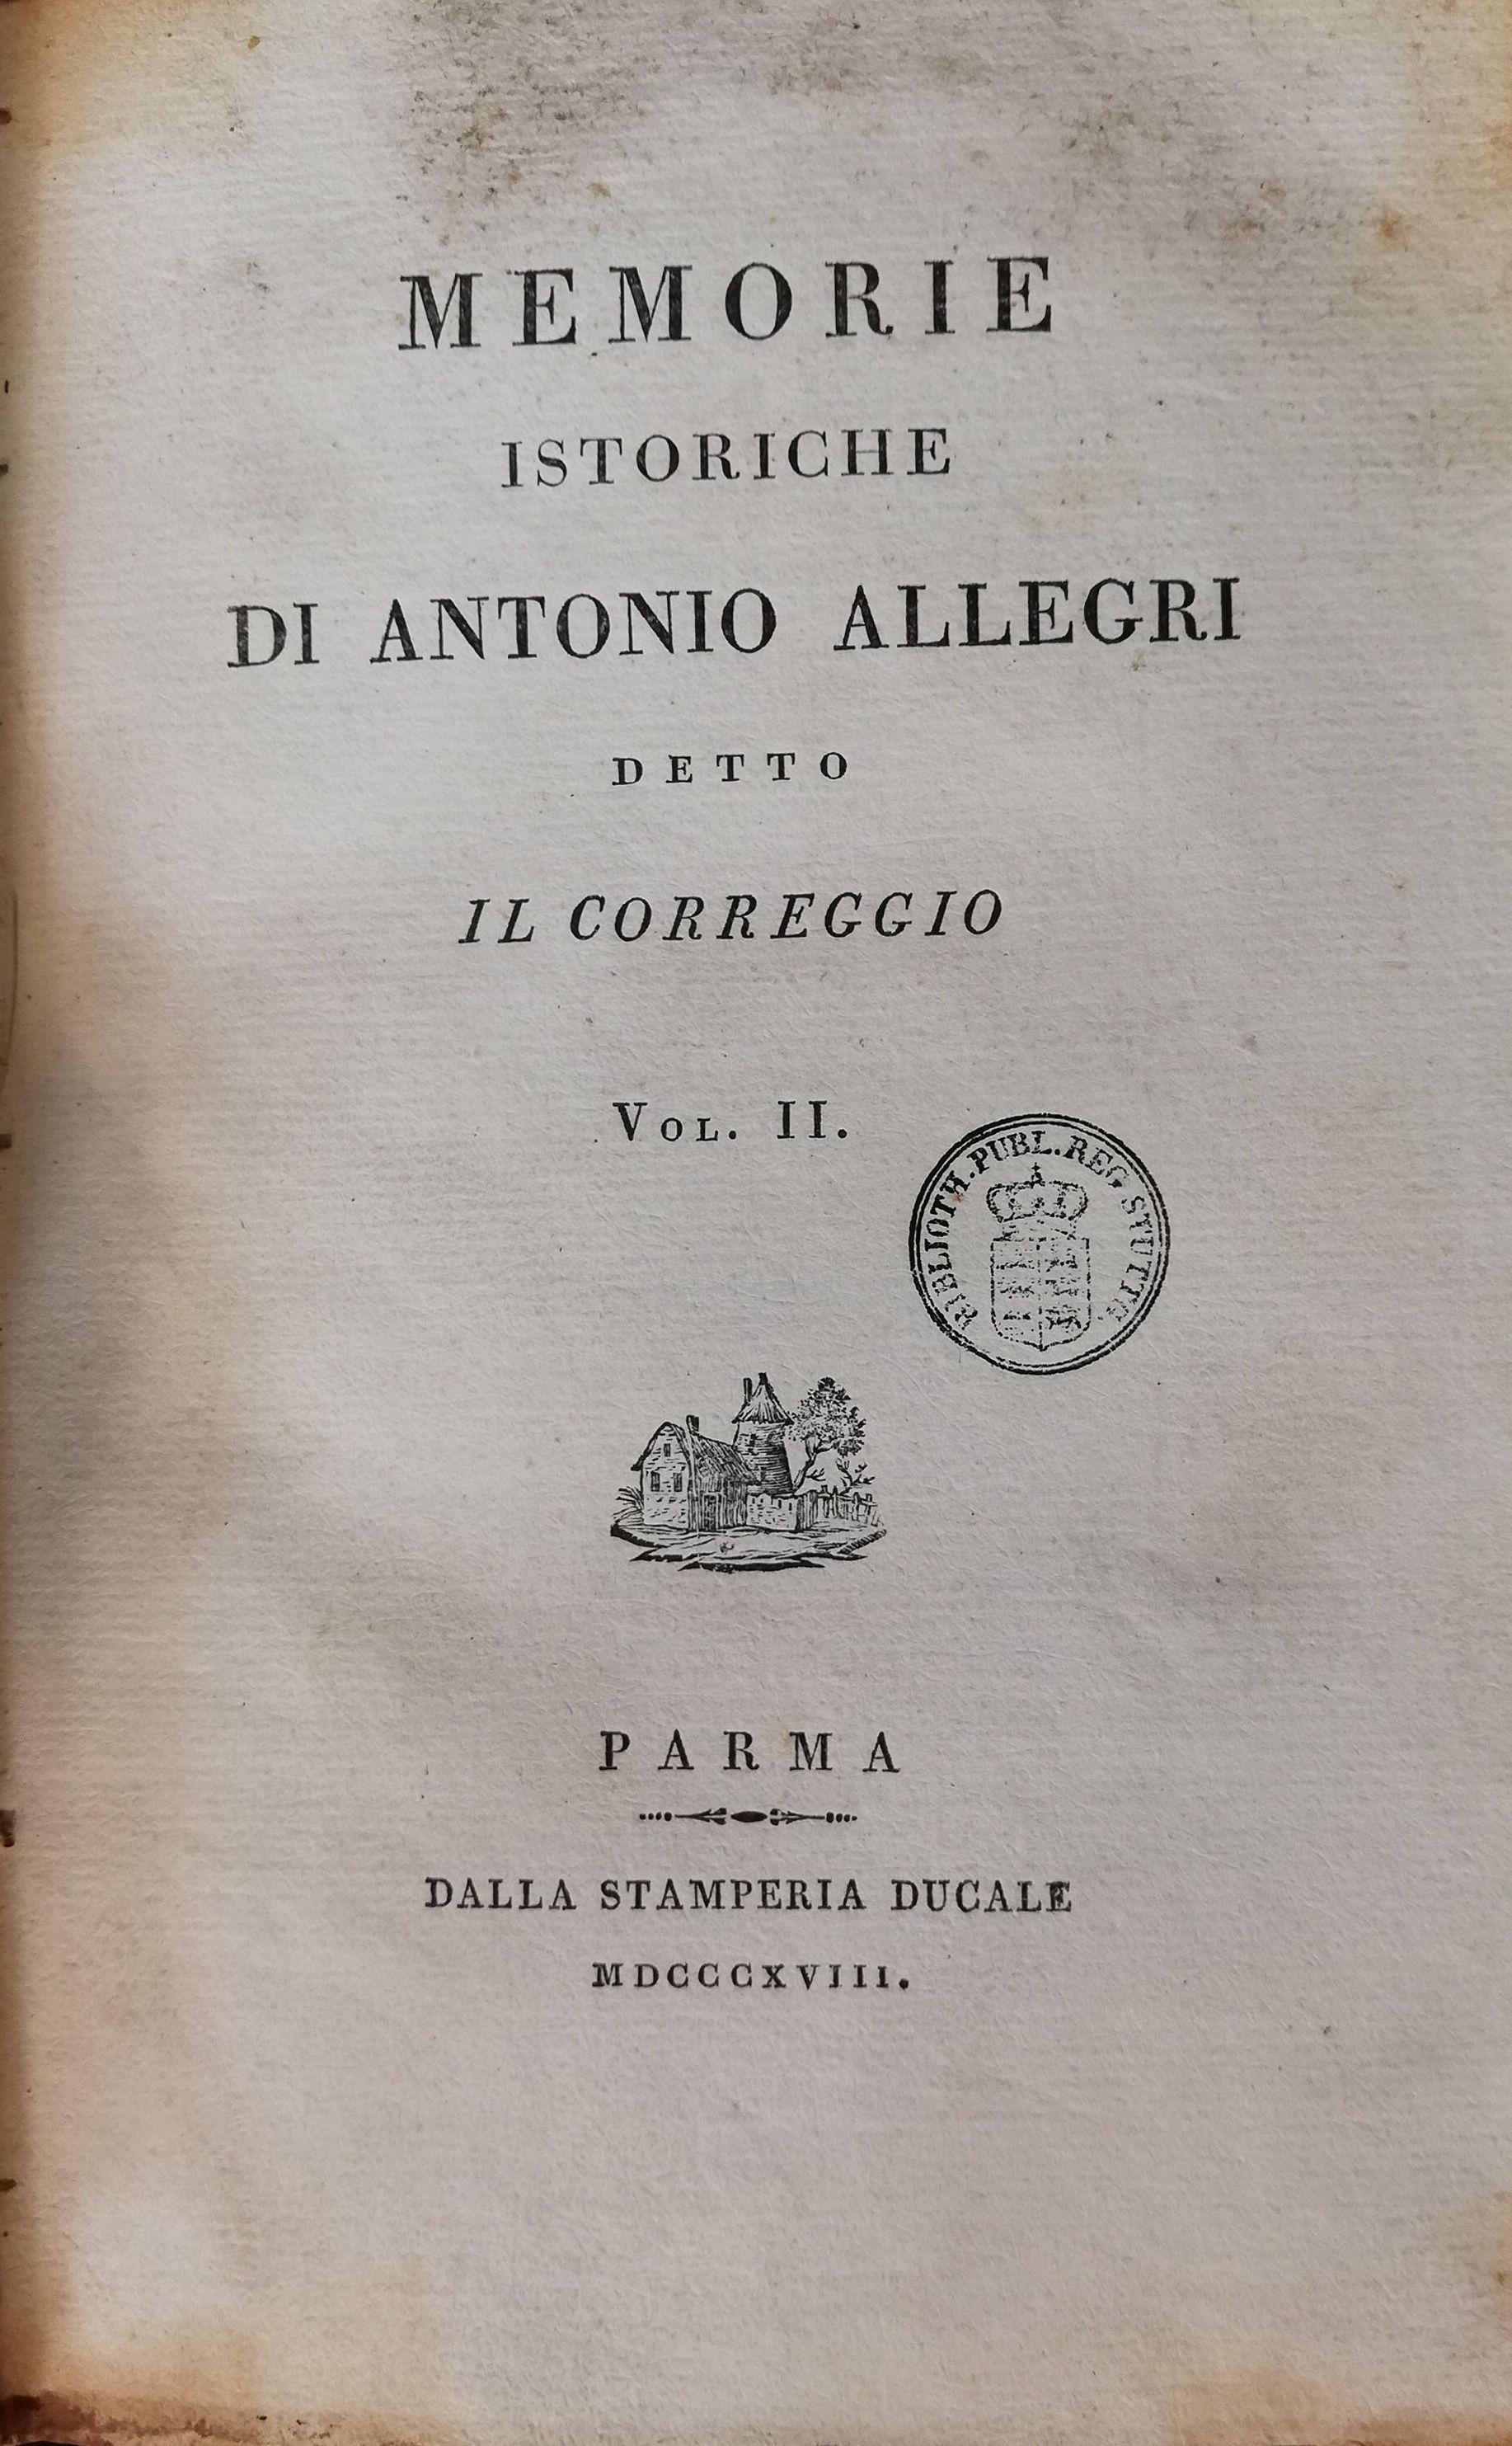 MEMORIE
ISTORICHE
DI ANTONIO ALLEGRI
DETTO
IL CORREGGIO
VOL. II.
BIBLIOTH. PUBL. REG. STUTTG.
PARMA
DALLA STAMPERIA DUCALE
MDCCCXVIII.